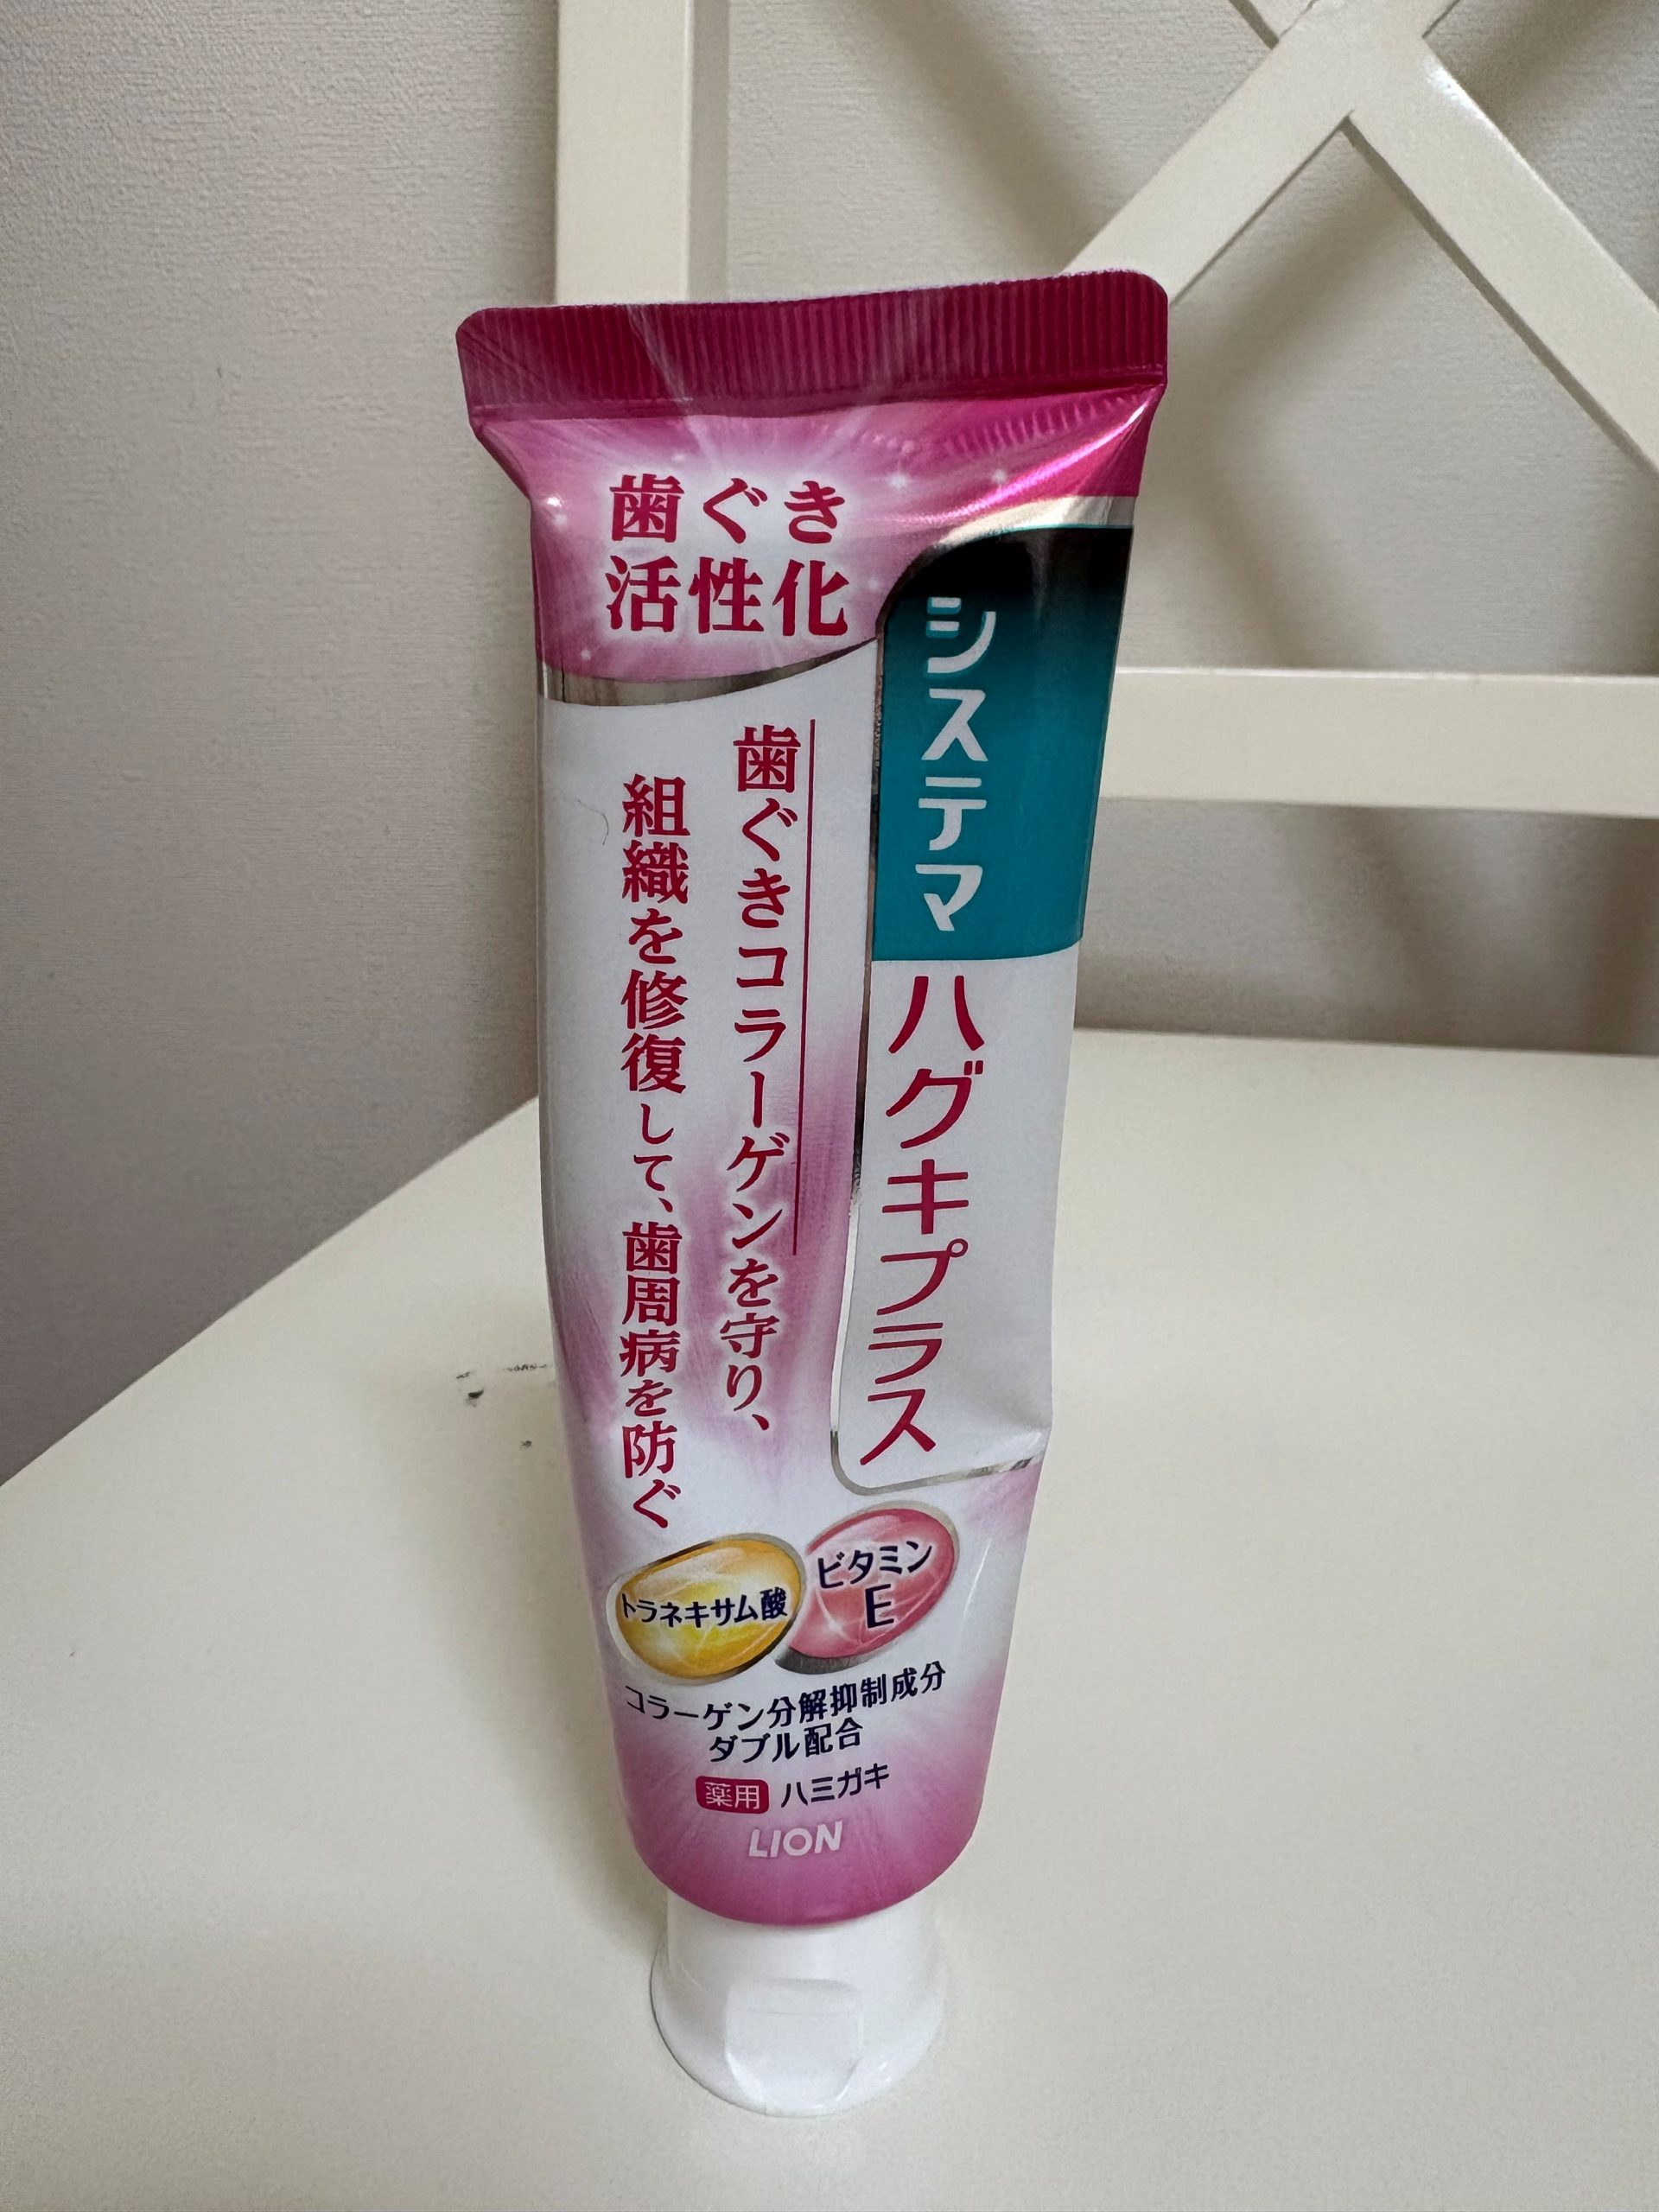 歯ぐき
活性化
システマ
ハグキプラス
歯ぐきコラーゲンを守り、
組織を修復して、歯周病を防ぐ
トラネキサム酸
ビタミン
E
コラーゲン分解抑制成分
ダブル配合
薬用 ハミガキ
LION